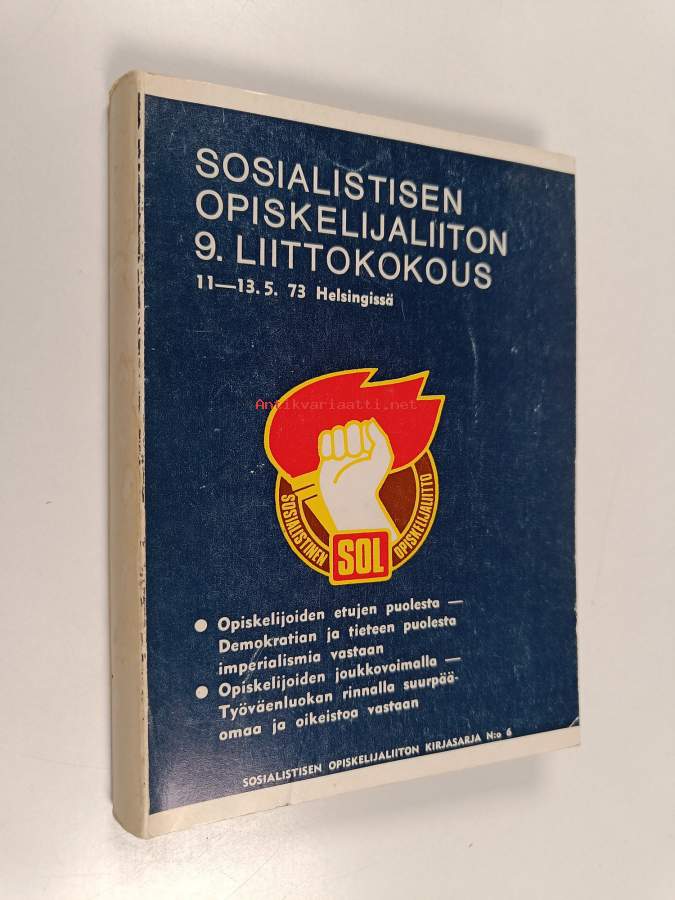 SOSIALISTISEN
OPISKELIJALIITON
9. LIITTOKOKOUS
11—13.5. 73 Helsingissä
Antikvariaatti.net
SOSIALISTINEN
OPISKELIJALIITTO
SOL
● Opiskelijoiden etujen puolesta —
Demokratian ja tieteen puolesta
imperialismia vastaan
● Opiskelijoiden joukkovoimalla —
Työväenluokan rinnalla suurpää-
omaa ja oikeistoa vastaan
SOSIALISTISEN OPISKELIJALIITON KIRJASARJA N:o 6